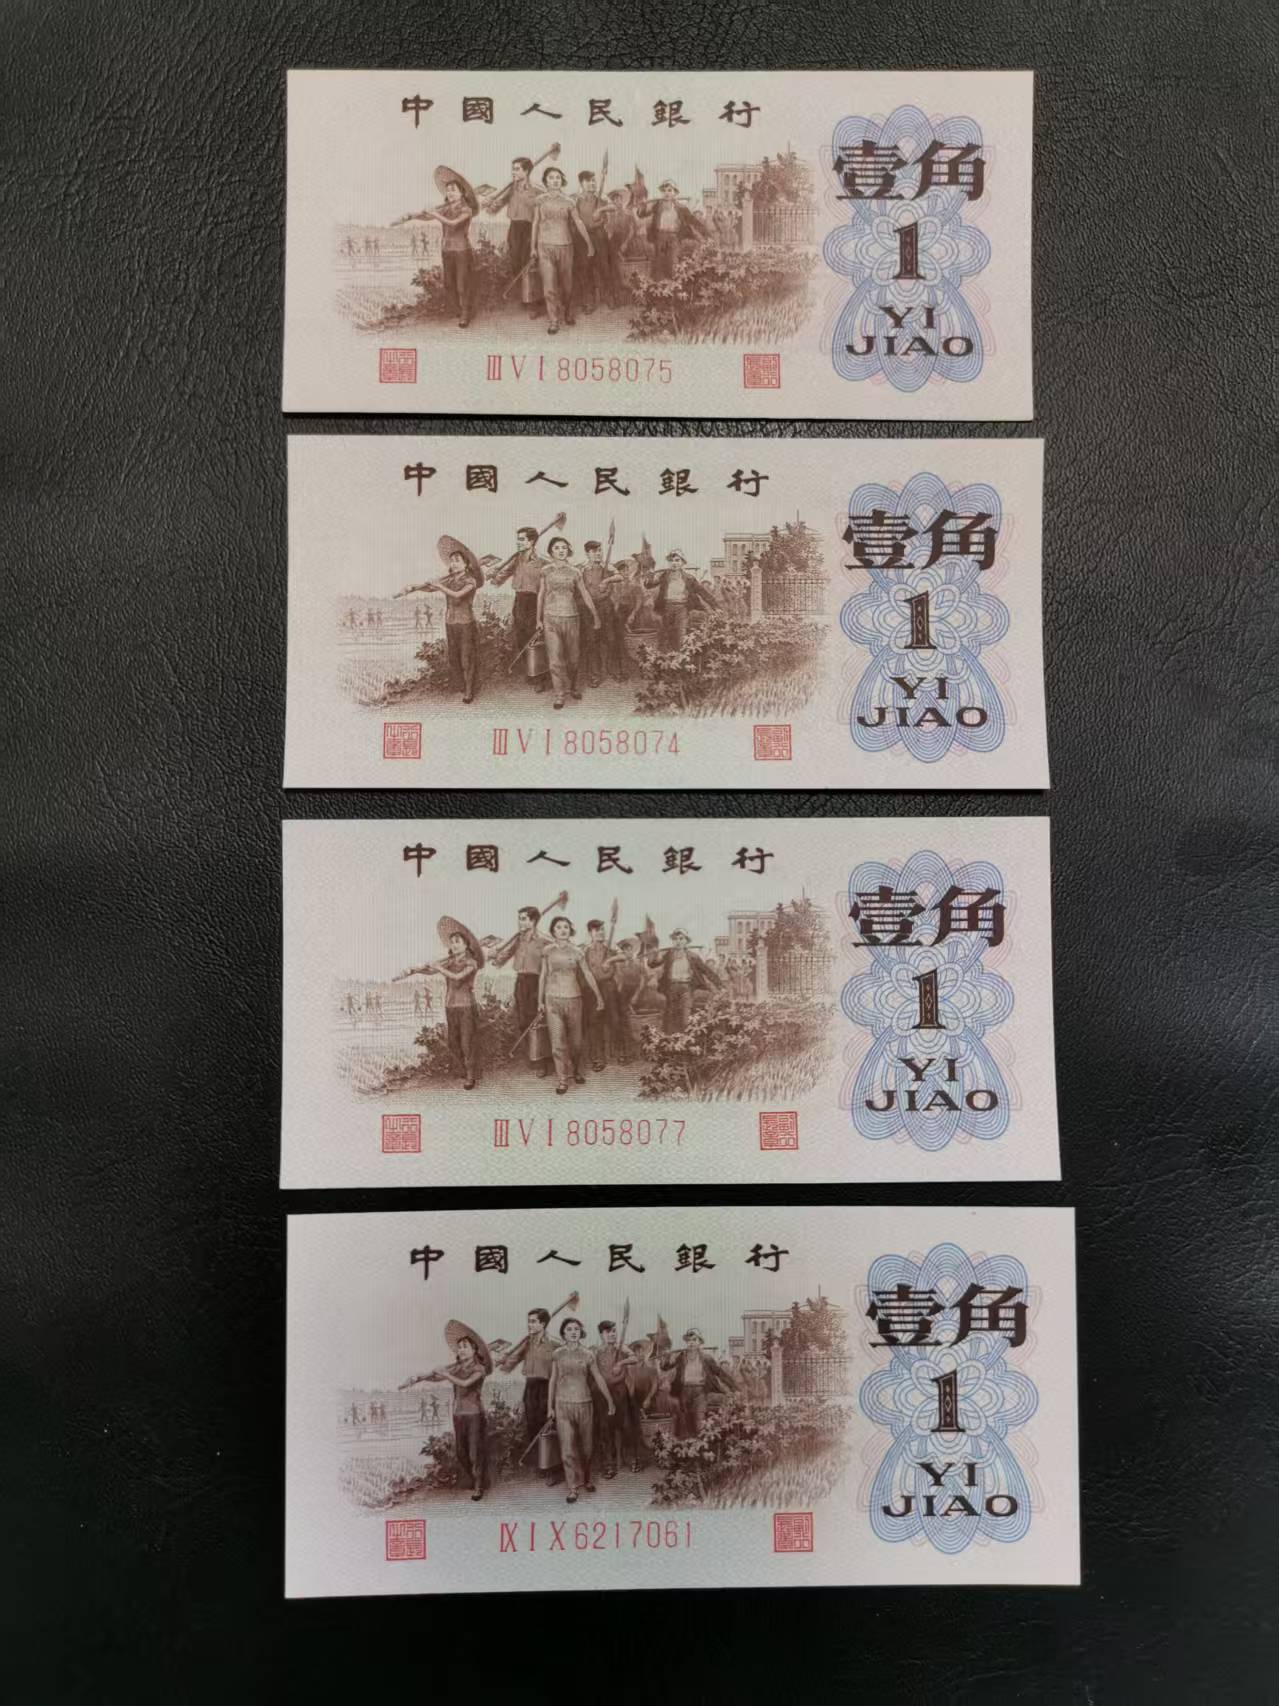 中國人民銀行
壹角
1
YI
JIAO
ⅢⅤⅠ8058075
中國人民銀行
壹角
1
YI
JIAO
ⅢⅤⅠ8058074
中國人民銀行
壹角
1
YI
JIAO
ⅢⅤⅠ8058077
中國人民銀行
壹角
1
YI
JIAO
ⅨⅠⅩ6217061